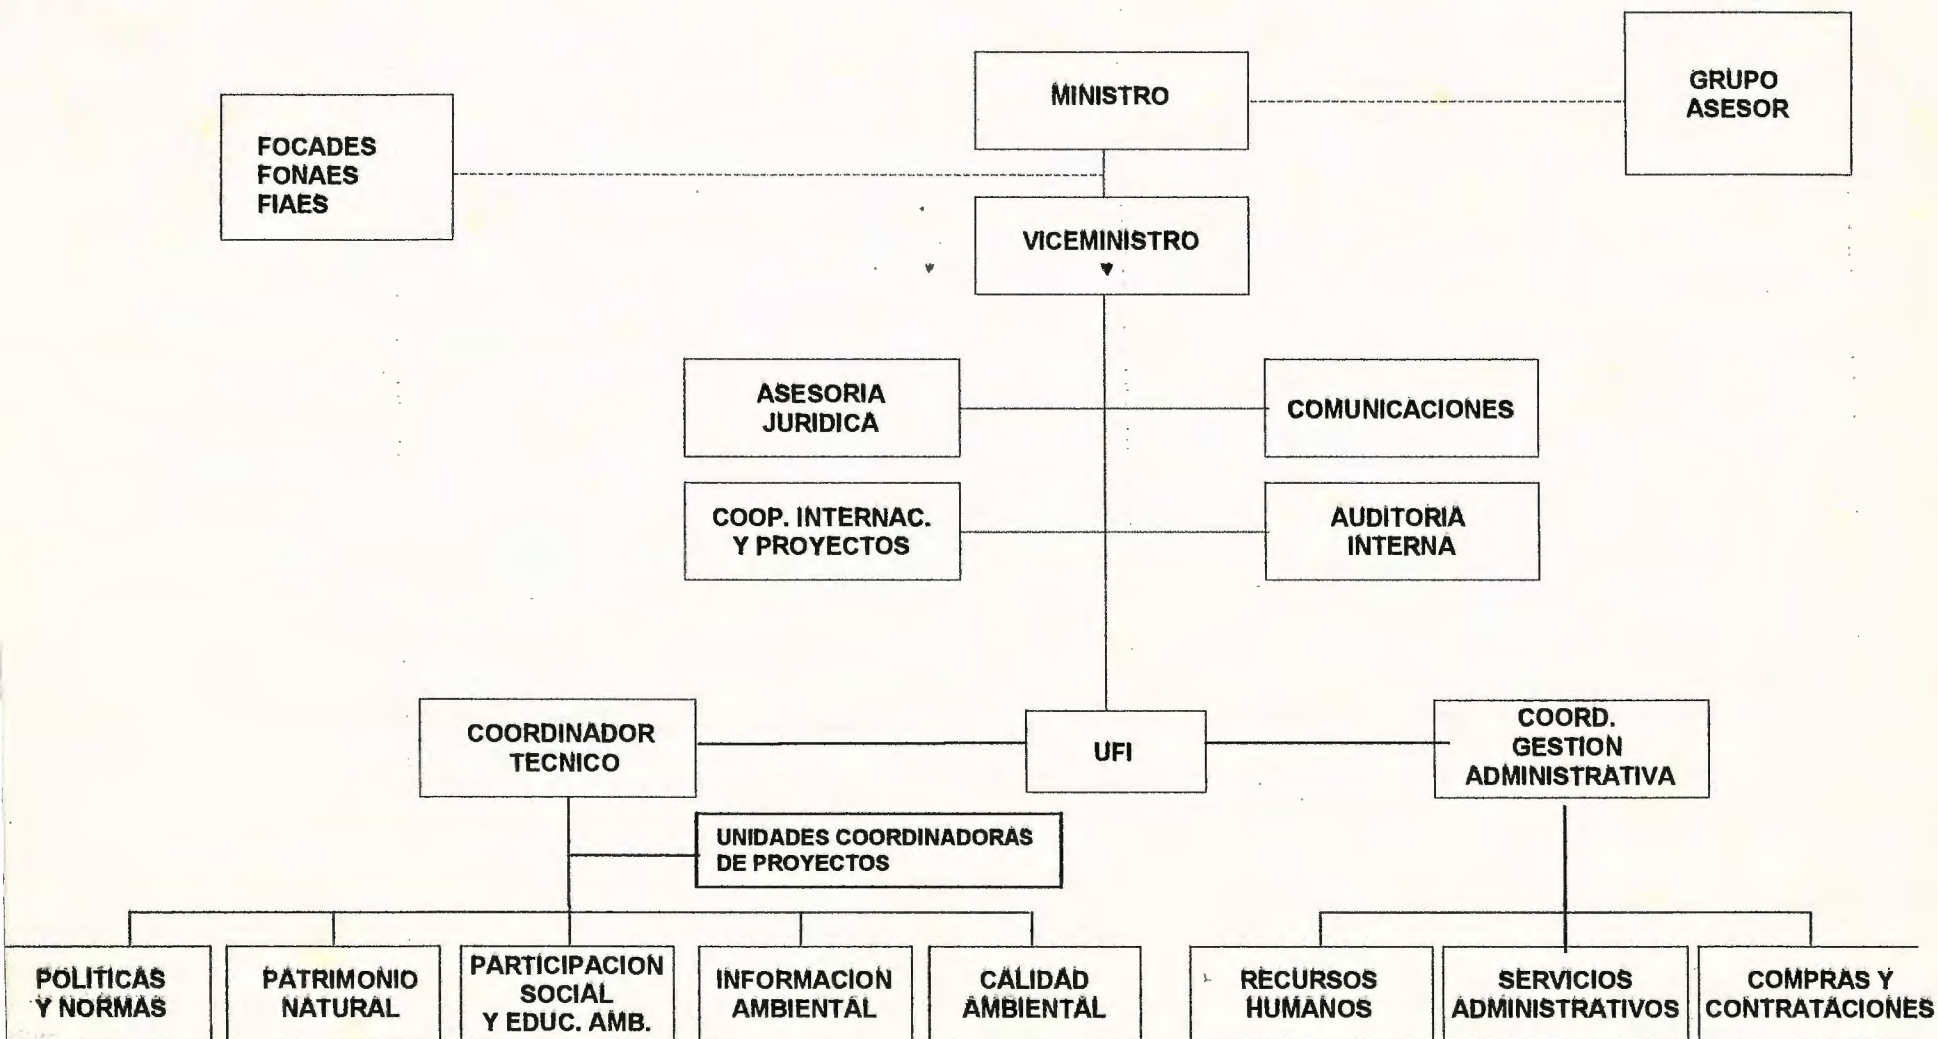 MINISTRO
GRUPO
ASESOR
FOCADES
FONAES
FIAES
VICEMINISTRO
ASESORIA
JURIDICA
COMUNICACIONES
COOP. INTERNAC.
Y PROYECTOS
AUDITORIA
INTERNA
COORDINADOR
TECNICO
UFI
COORD.
GESTION
ADMINISTRATIVA
UNIDADES COORDINADORAS
DE PROYECTOS
POLITICAS
Y NORMAS
PATRIMONIO
NATURAL
PARTICIPACION
SOCIAL
Y EDUC. AMB.
INFORMACION
AMBIENTAL
CALIDAD
AMBIENTAL
RECURSOS
HUMANOS
SERVICIOS
ADMINISTRATIVOS
COMPRAS Y
CONTRATACIONES